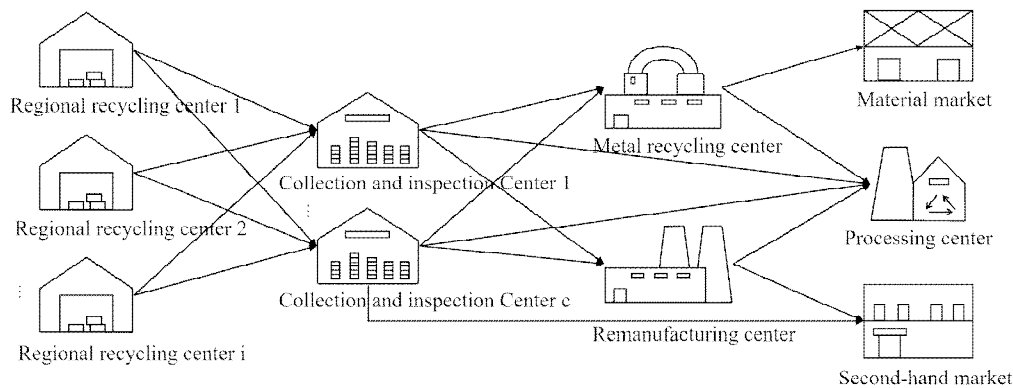 Regional recycling center 1
Regional recycling center 2
Regional recycling center i
Collection and inspection Center 1
Collection and inspection Center c
Metal recycling center
Remanufacturing center
Material market
Processing center
Second-hand market